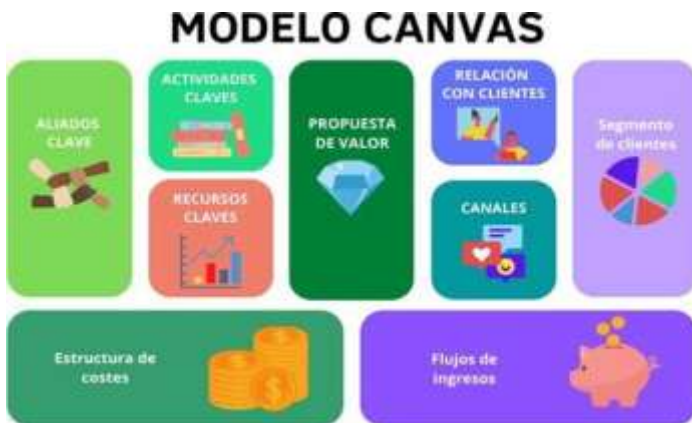 MODELO CANVAS
ALIADOS
CLAVE
ACTIVIDADES
CLAVES
RECURSOS
CLAVES
PROPUESTA
DE VALOR
RELACIÓN
CON CLIENTES
CANALES
Segmento
de clientes
Estructura de
costes
Flujos de
ingresos